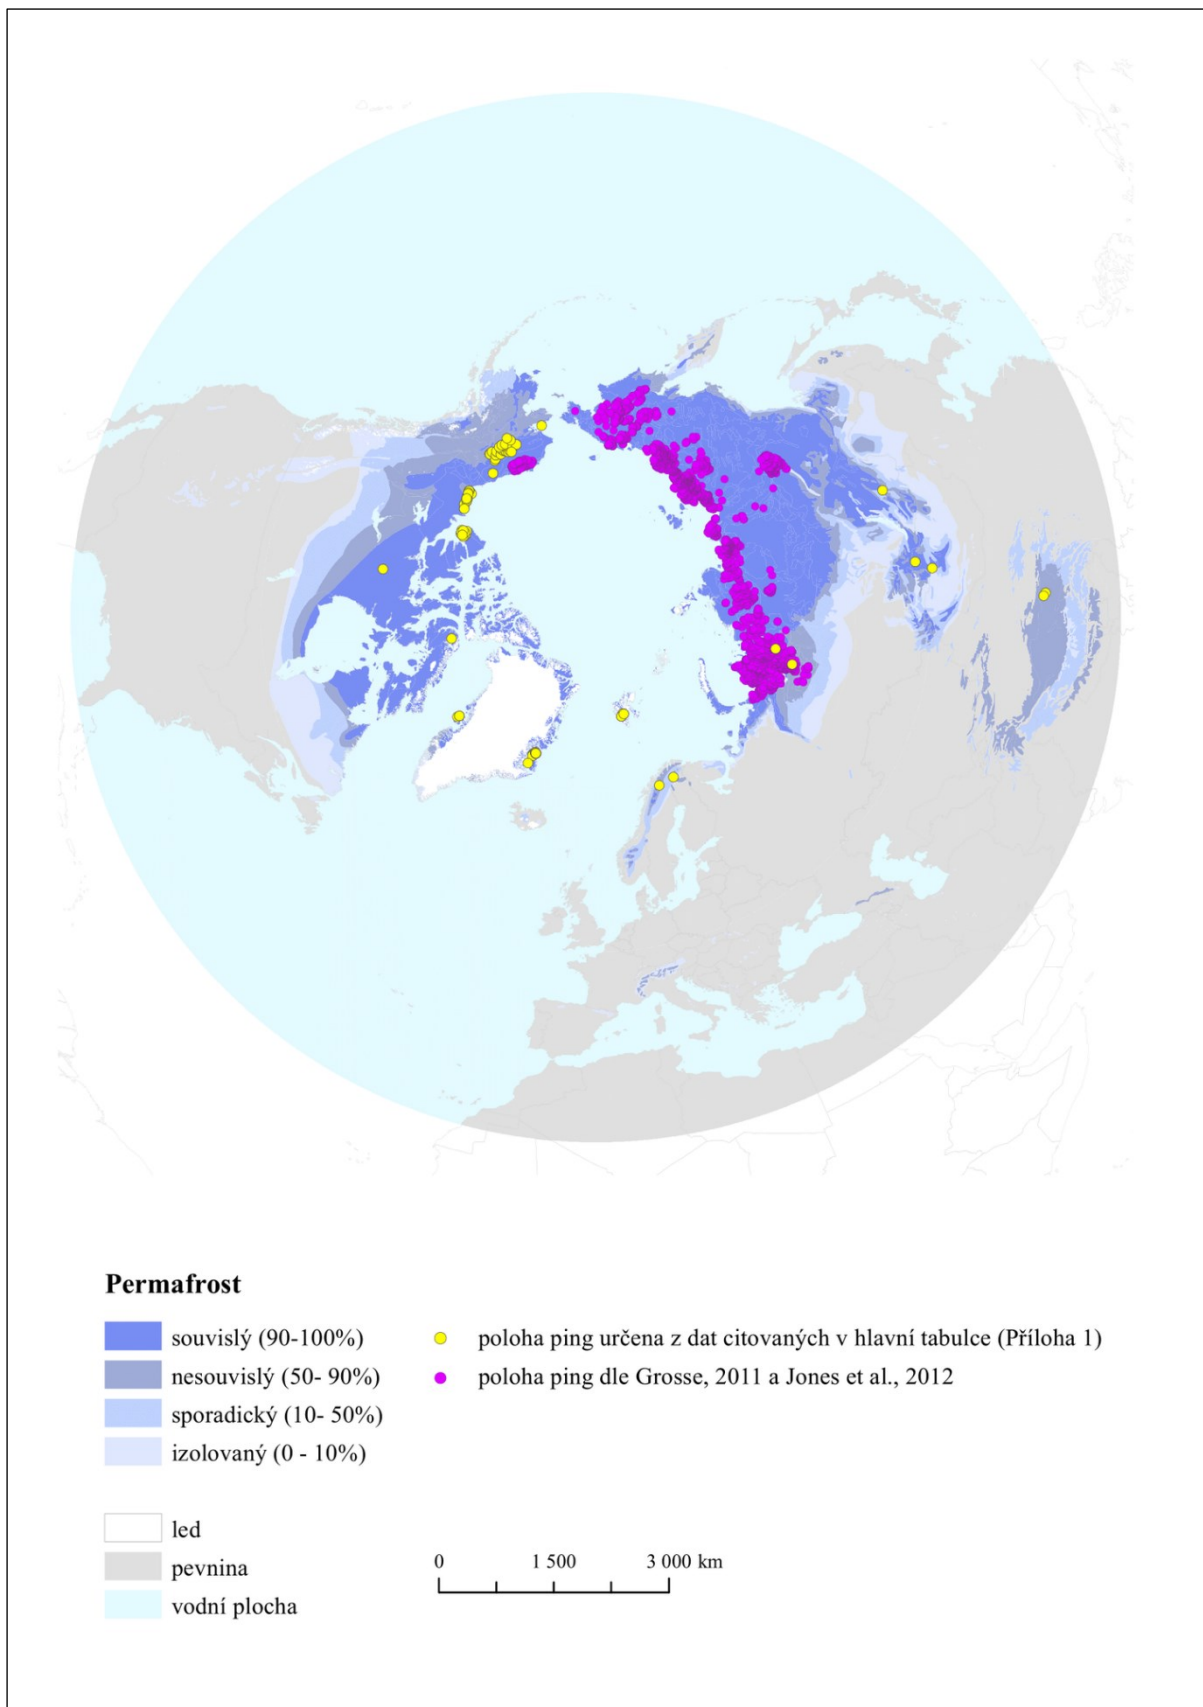 Permafrost
souvislý (90-100%)
nesouvislý (50- 90%)
sporadický (10- 50%)
izolovaný (0 - 10%)
led
pevnina
vodní plocha
poloha ping určena z dat citovaných v hlavní tabulce (Příloha 1)
poloha ping dle Grosse, 2011 a Jones et al., 2012
0 1 500 3 000 km